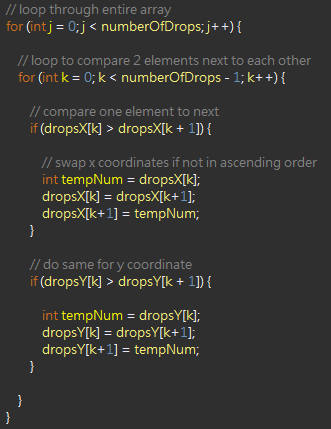 // loop through entire array
for (int j = 0; j < numberOfDrops; j++) {
// loop to compare 2 elements next to each other
for (int k = 0; k < numberOfDrops - 1; k++) {
// compare one element to next
if (dropsX[k] > dropsX[k + 1]) {
// swap x coordinates if not in ascending order
int tempNum = dropsX[k];
dropsX[k] = dropsX[k+1];
dropsX[k+1] = tempNum;
}
// do same for y coordinate
if (dropsY[k] > dropsY[k + 1]) {
int tempNum = dropsY[k];
dropsY[k] = dropsY[k+1];
dropsY[k+1] = tempNum;
}
}
}